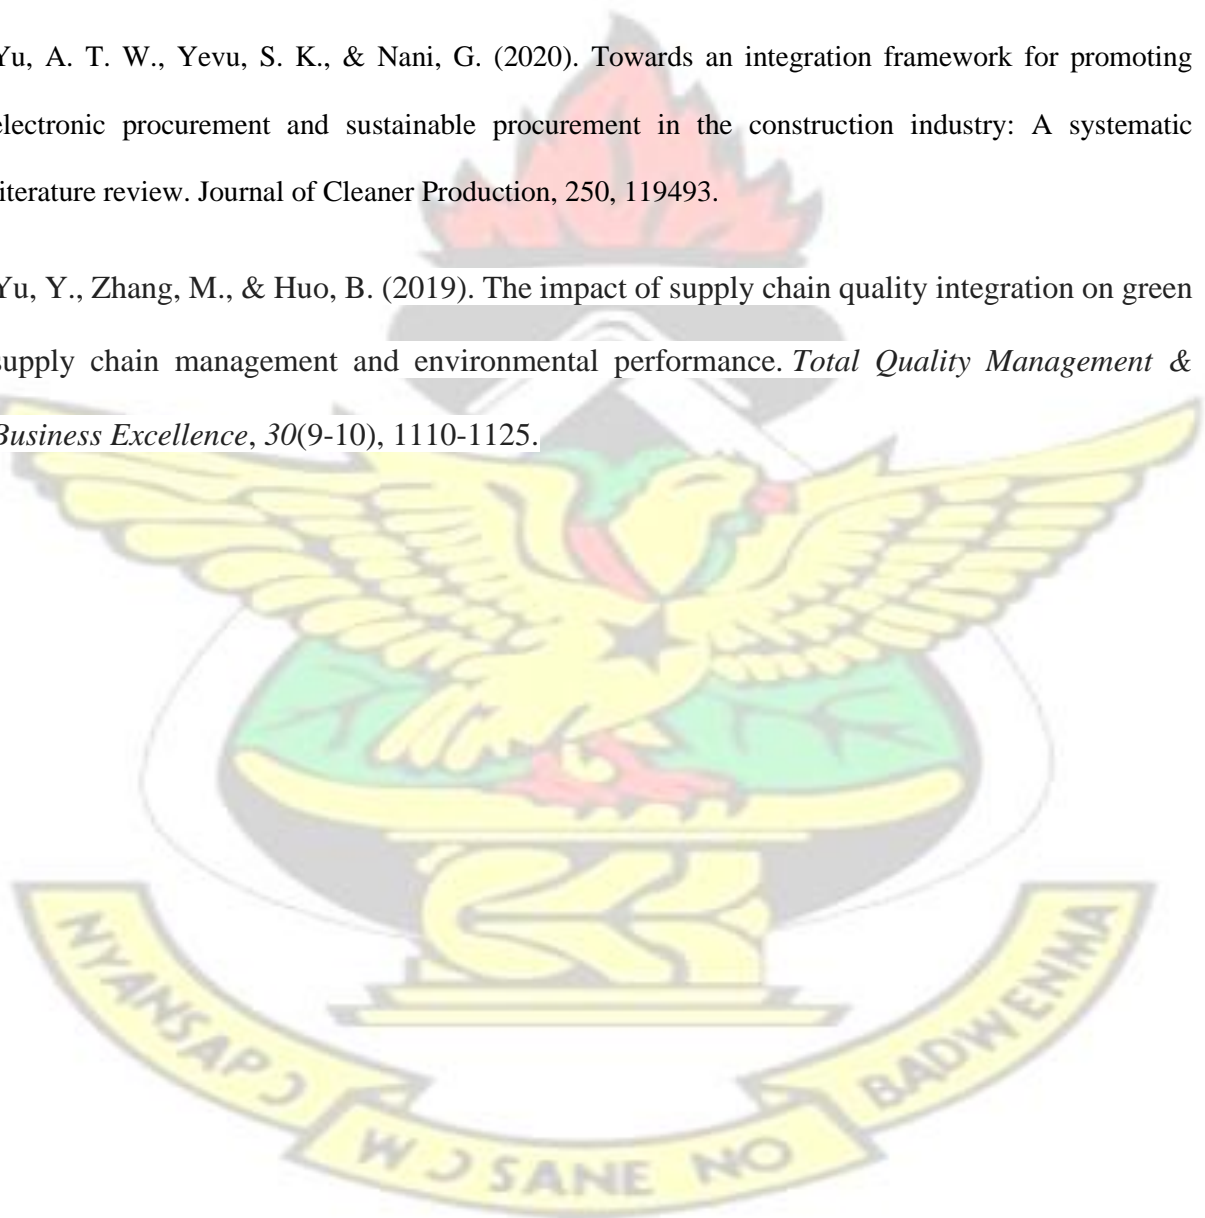 Yu, A. T. W., Yevu, S. K., & Nani, G. (2020). Towards an integration framework for promoting
electronic procurement and sustainable procurement in the construction industry: A systematic
iterature review. Journal of Cleaner Production, 250, 119493.
Yu, Y., Zhang, M., & Huo, B. (2019). The impact of supply chain quality integration on green
supply chain management and environmental performance. Total Quality Management &
Business Excellence, 30(9-10), 1110-1125.
NYANSAPƆ
WƆ SANE NO
BADWENMA